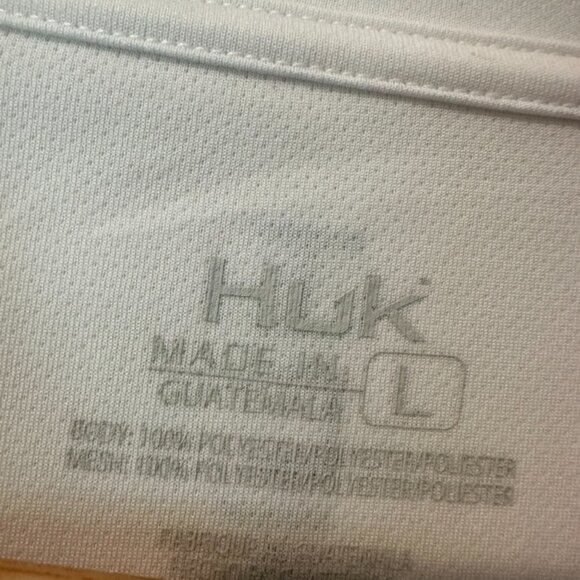 HUK
MADE IN
GUATEMALA
L
BODY: 100% POLYESTER/POLYESTER/POLIESTER
MESH: 100% POLYESTER/POLYESTER/POLIESTER